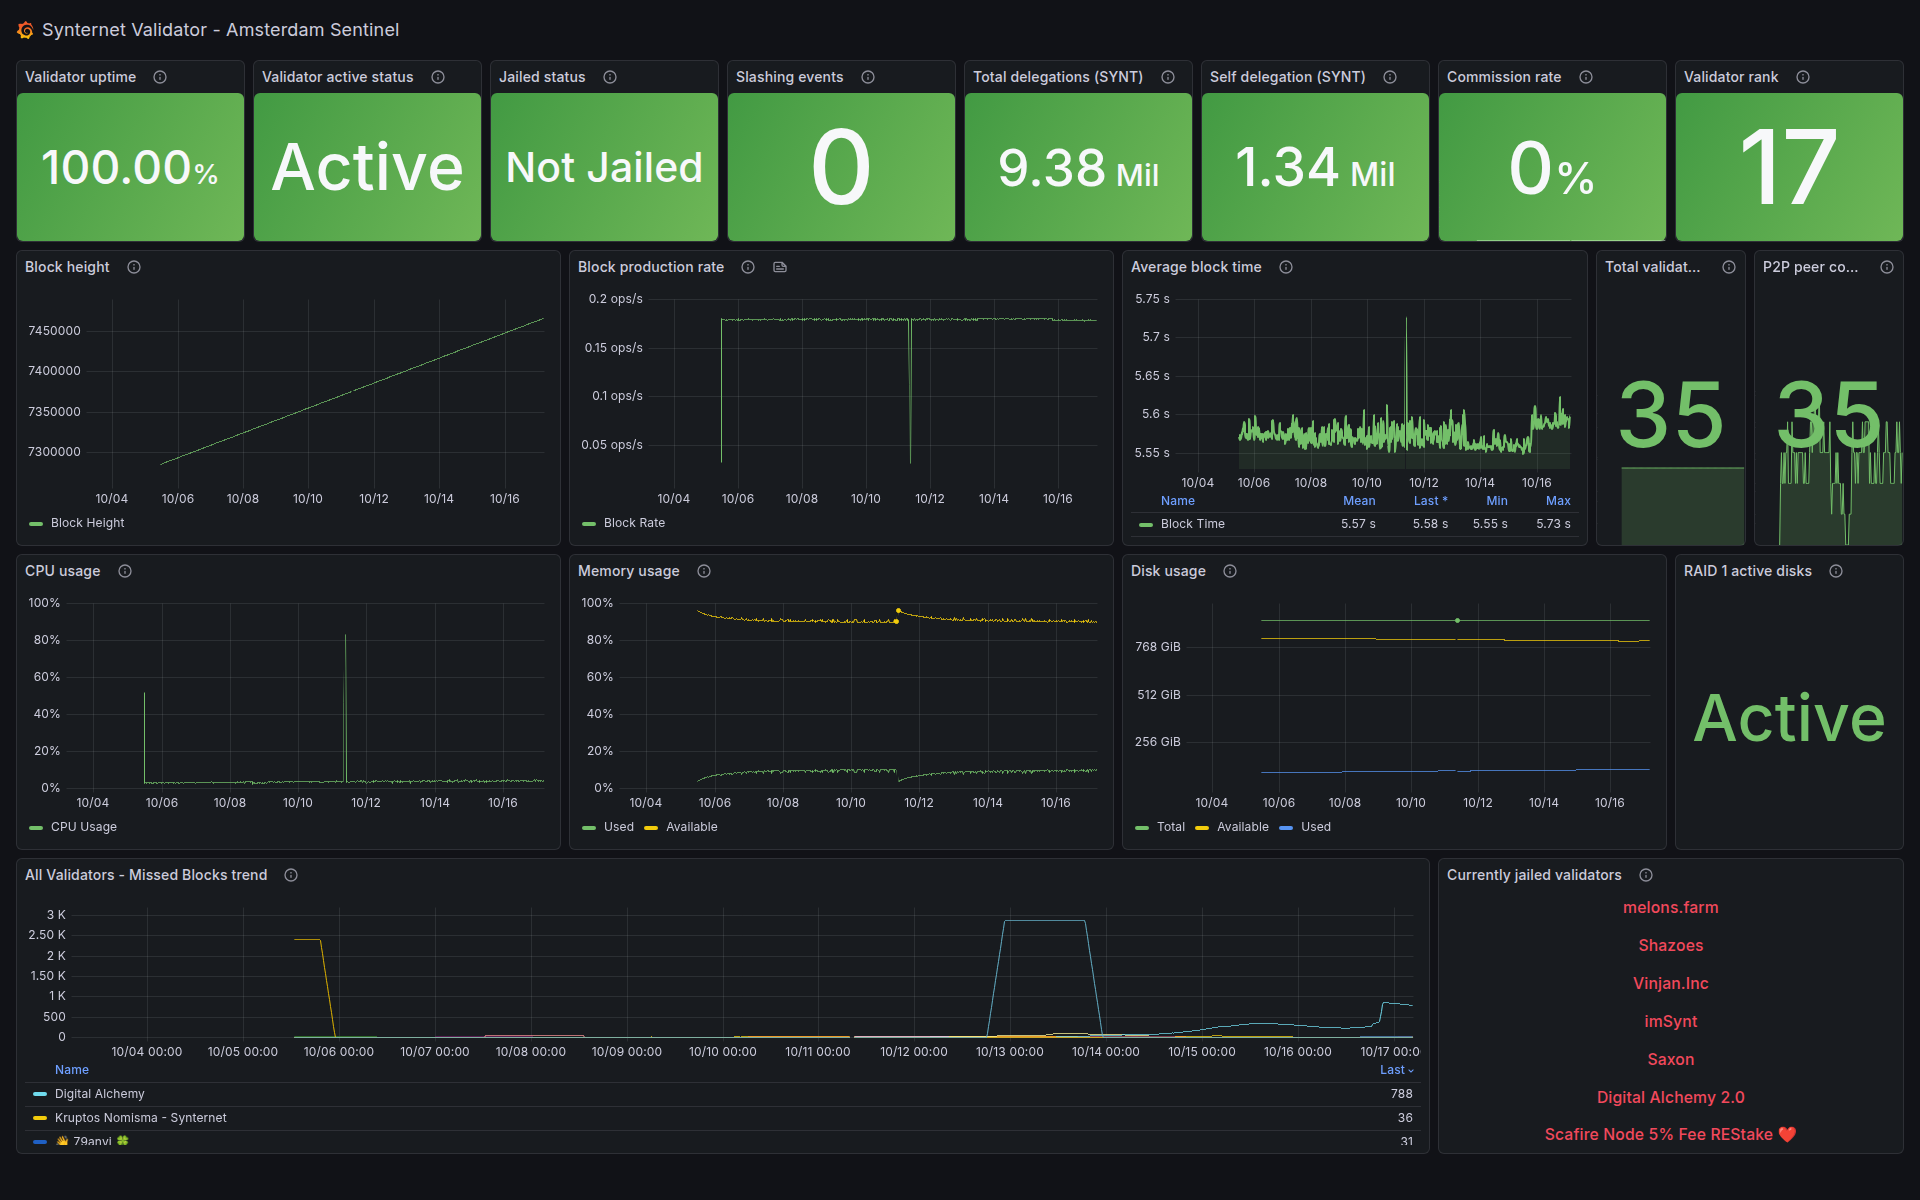 Synternet Validator - Amsterdam Sentinel
Validator uptime
100.00%
Validator active status
Active
Jailed status
Not Jailed
Slashing events
0
Total delegations (SYNT)
9.38 Mil
Self delegation (SYNT)
1.34 Mil
Commission rate
0%
Validator rank
17
Block height
7450000
7400000
7350000
7300000
10/04 10/06 10/08 10/10 10/12 10/14 10/16
Block Height
Block production rate
0.2 ops/s
0.15 ops/s
0.1 ops/s
0.05 ops/s
10/04 10/06 10/08 10/10 10/12 10/14 10/16
Block Rate
Average block time
5.75 s
5.7 s
5.65 s
5.6 s
5.55 s
10/04 10/06 10/08 10/10 10/12 10/14 10/16
Name Mean Last * Min Max
Block Time 5.57 s 5.58 s 5.55 s 5.73 s
Total validat...
35
P2P peer co...
35
CPU usage
100%
80%
60%
40%
20%
0%
10/04 10/06 10/08 10/10 10/12 10/14 10/16
CPU Usage
Memory usage
100%
80%
60%
40%
20%
0%
10/04 10/06 10/08 10/10 10/12 10/14 10/16
Used Available
Disk usage
768 GiB
512 GiB
256 GiB
10/04 10/06 10/08 10/10 10/12 10/14 10/16
Total Available Used
RAID 1 active disks
Active
All Validators - Missed Blocks trend
3 K
2.50 K
2 K
1.50 K
1 K
500
0
10/04 00:00 10/05 00:00 10/06 00:00 10/07 00:00 10/08 00:00 10/09 00:00 10/10 00:00 10/11 00:00 10/12 00:00 10/13 00:00 10/14 00:00 10/15 00:00 10/16 00:00 10/17 00:0
Name Last
Digital Alchemy 788
Kruptos Nomisma - Synternet 36
👋 79anvi 🍀 31
Currently jailed validators
melons.farm
Shazoes
Vinjan.Inc
imSynt
Saxon
Digital Alchemy 2.0
Scafire Node 5% Fee REStake ❤️